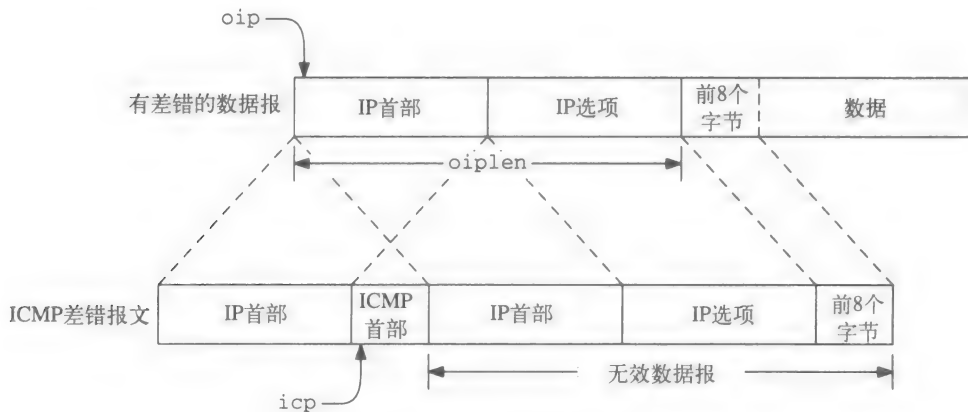 oip
有差错的数据报
IP首部
IP选项
前8个
字节
数据
oiplen
ICMP差错报文
IP首部
ICMP
首部
IP首部
IP选项
前8个
字节
无效数据报
icp